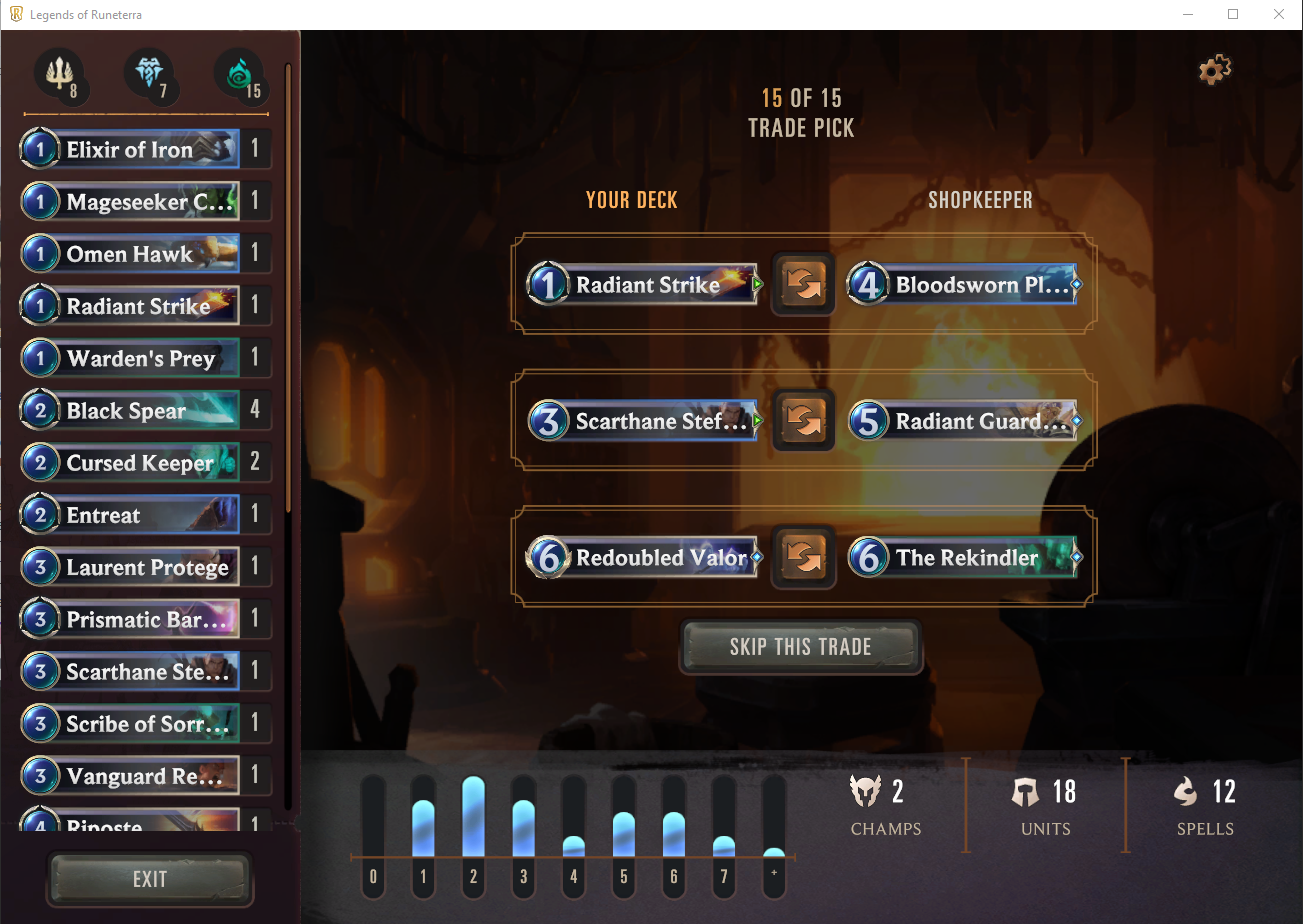 Legends of Runeterra
8 7 15
1 Elixir of Iron 1
1 Mageseeker C... 1
1 Omen Hawk 1
1 Radiant Strike 1
1 Warden's Prey 1
2 Black Spear 4
2 Cursed Keeper 2
2 Entreat 1
3 Laurent Protege 1
3 Prismatic Bar... 1
3 Scarthane Ste... 1
3 Scribe of Sorr... 1
3 Vanguard Re... 1
4 Riposte 1
EXIT
15 OF 15
TRADE PICK
YOUR DECK SHOPKEEPER
1 Radiant Strike 4 Bloodsworn Pl...
3 Scarthane Stef... 5 Radiant Guard...
6 Redoubled Valor 6 The Rekindler
SKIP THIS TRADE
0 1 2 3 4 5 6 7 +
2 18 12
CHAMPS UNITS SPELLS